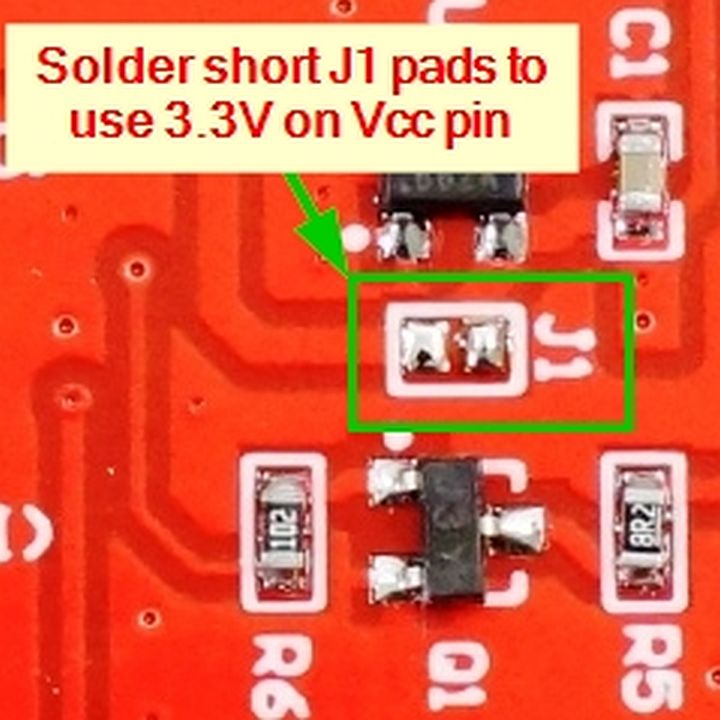 Solder short J1 pads to
use 3.3V on Vcc pin
C1
J1
102
8R2
R6
Q1
R5